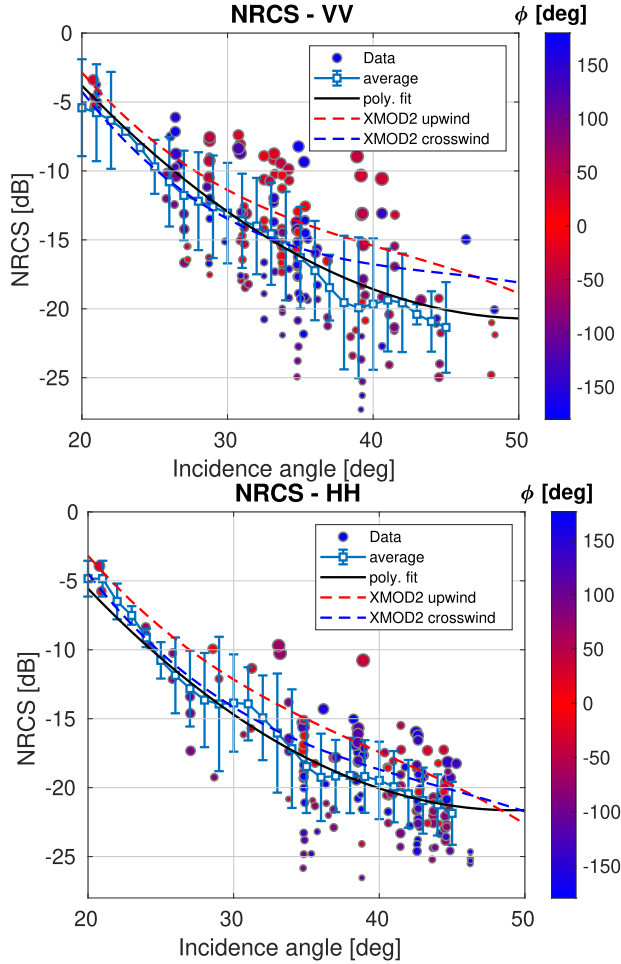 NRCS - VV
ϕ [deg]
0
-5
-10
-15
-20
-25
NRCS [dB]
20
30
40
50
Incidence angle [deg]
Data
average
poly. fit
XMOD2 upwind
XMOD2 crosswind
150
100
50
0
-50
-100
-150
NRCS - HH
ϕ [deg]
0
-5
-10
-15
-20
-25
NRCS [dB]
20
30
40
50
Incidence angle [deg]
Data
average
poly. fit
XMOD2 upwind
XMOD2 crosswind
150
100
50
0
-50
-100
-150